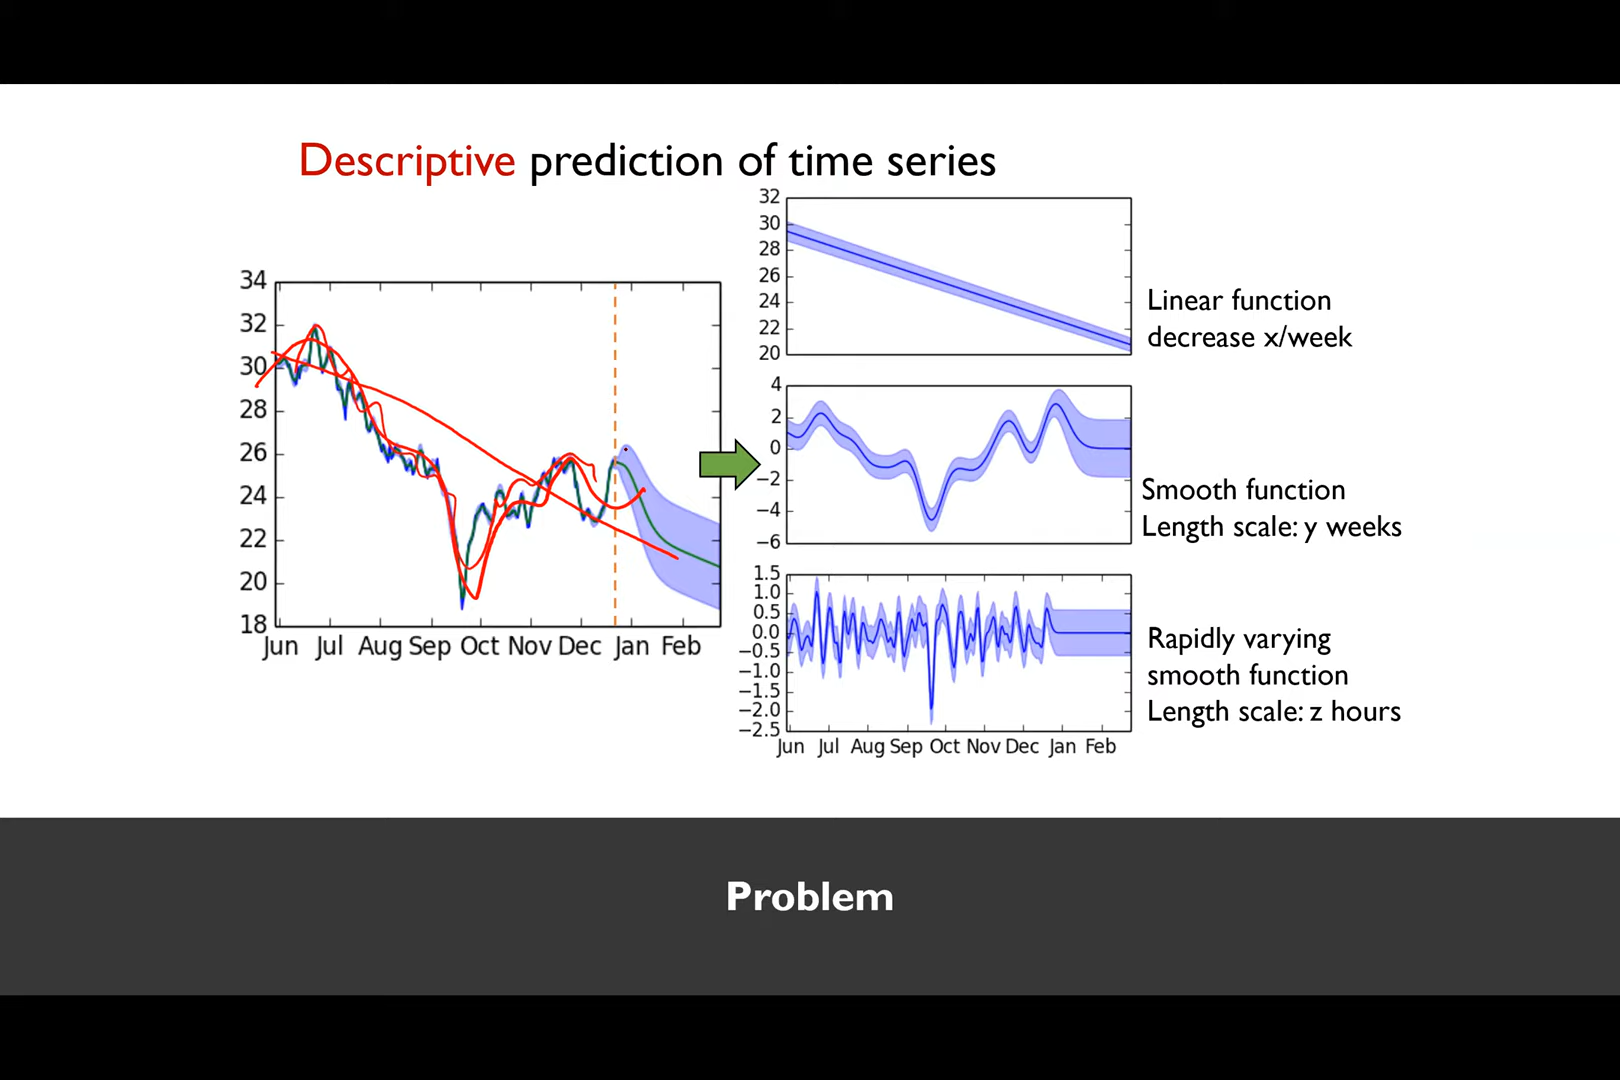 Descriptive prediction of time series
34
32
30
28
26
24
22
20
18
Jun Jul Aug Sep Oct Nov Dec Jan Feb
32
30
28
26
24
22
20
Linear function
decrease x/week
4
2
0
−2
−4
−6
Smooth function
Length scale: y weeks
1.5
1.0
0.5
0.0
−0.5
−1.0
−1.5
−2.0
−2.5
Jun Jul Aug Sep Oct Nov Dec Jan Feb
Rapidly varying
smooth function
Length scale: z hours
Problem